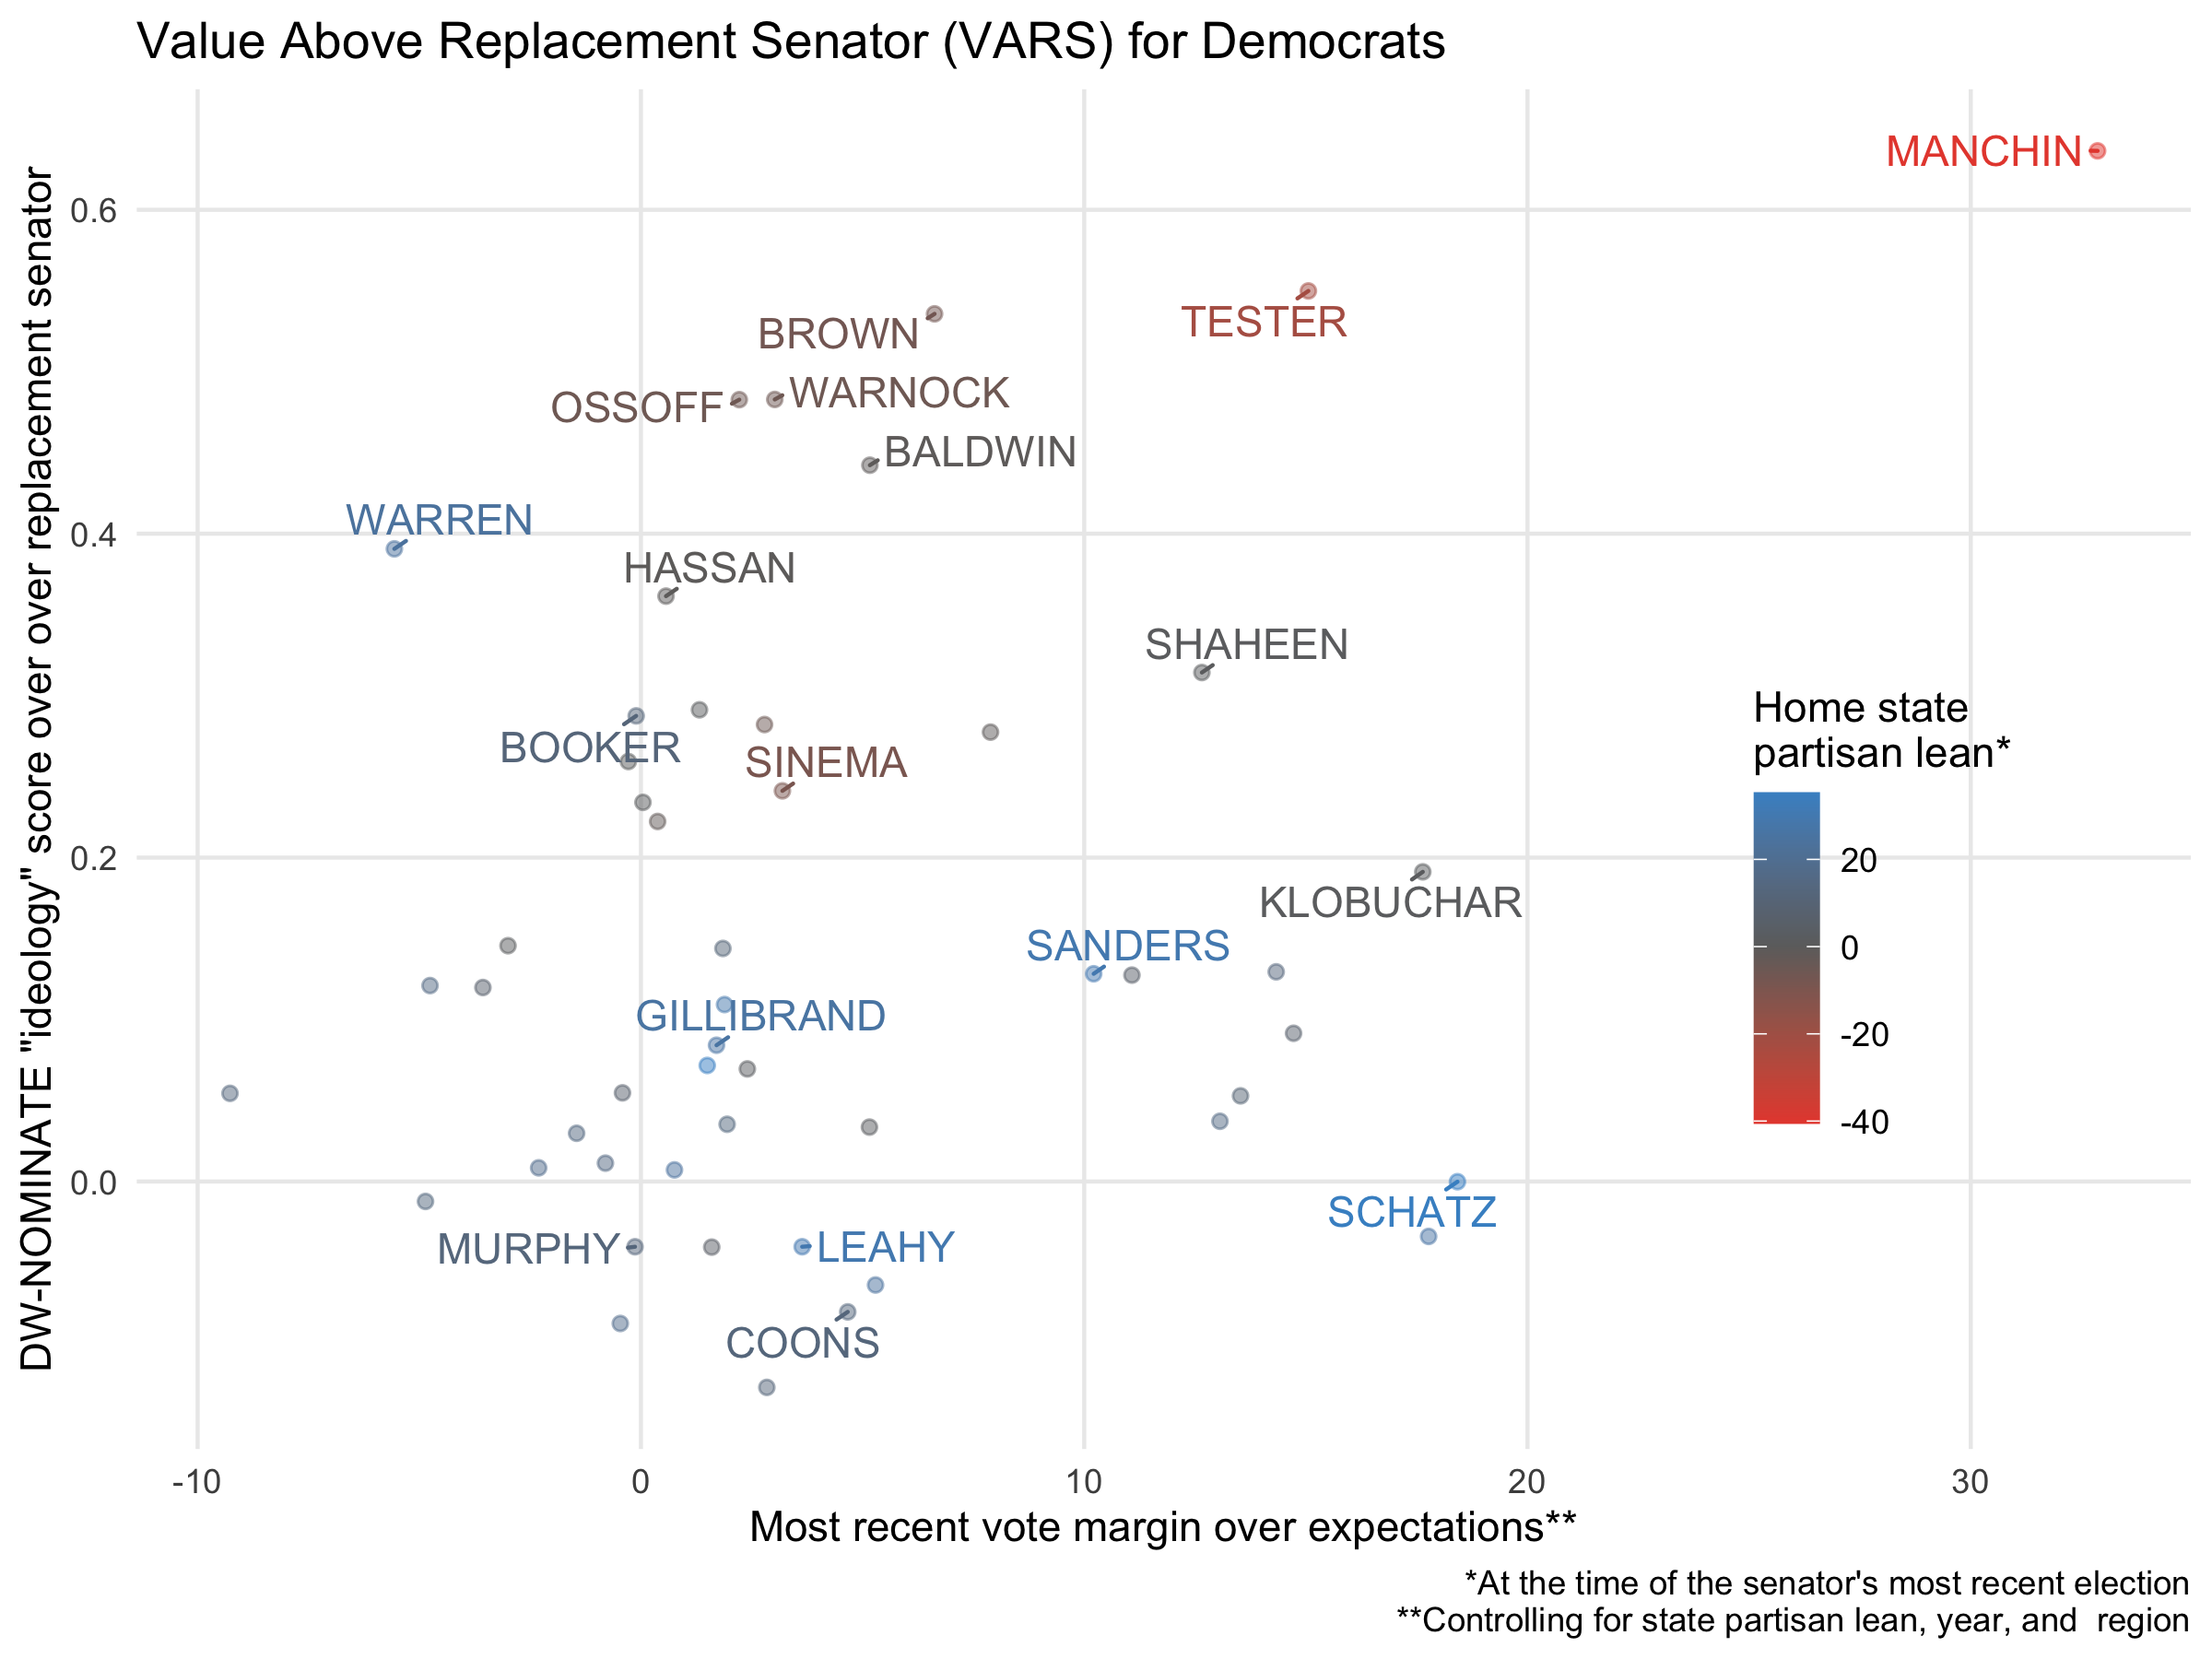 Value Above Replacement Senator (VARS) for Democrats
DW-NOMINATE "ideology" score over over replacement senator
0.6
0.4
0.2
0.0
MANCHIN
TESTER
BROWN
WARNOCK
OSSOFF
BALDWIN
WARREN
HASSAN
SHAHEEN
BOOKER
SINEMA
KLOBUCHAR
SANDERS
GILLIBRAND
SCHATZ
MURPHY
LEAHY
COONS
Home state
partisan lean*
20
0
-20
-40
-10
0
10
20
30
Most recent vote margin over expectations**
*At the time of the senator's most recent election
**Controlling for state partisan lean, year, and  region